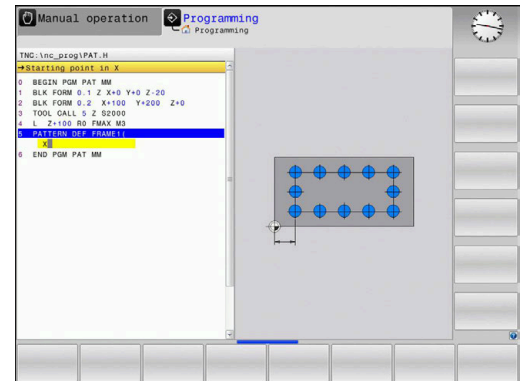 Manual operation
Programming
Programming
TNC:\nc_prog\PAT.H
→Starting point in X
0 BEGIN PGM PAT MM
1 BLK FORM 0.1 Z X+0 Y+0 Z-20
2 BLK FORM 0.2 X+100 Y+200 Z+0
3 TOOL CALL 5 Z S2000
4 L Z+100 R0 FMAX M3
5 PATTERN DEF FRAME1(
X
6 END PGM PAT MM